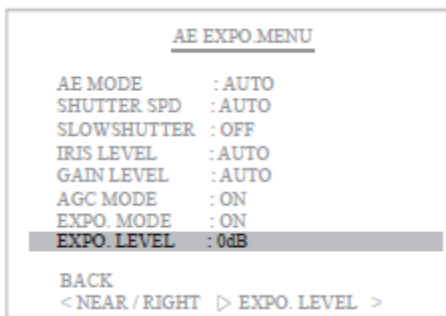 AE EXPO.MENU
AE MODE : AUTO
SHUTTER SPD : AUTO
SLOWSHUTTER : OFF
IRIS LEVEL : AUTO
GAIN LEVEL : AUTO
AGC MODE : ON
EXPO. MODE : ON
EXPO. LEVEL : 0dB
BACK
< NEAR / RIGHT ▷ EXPO. LEVEL >